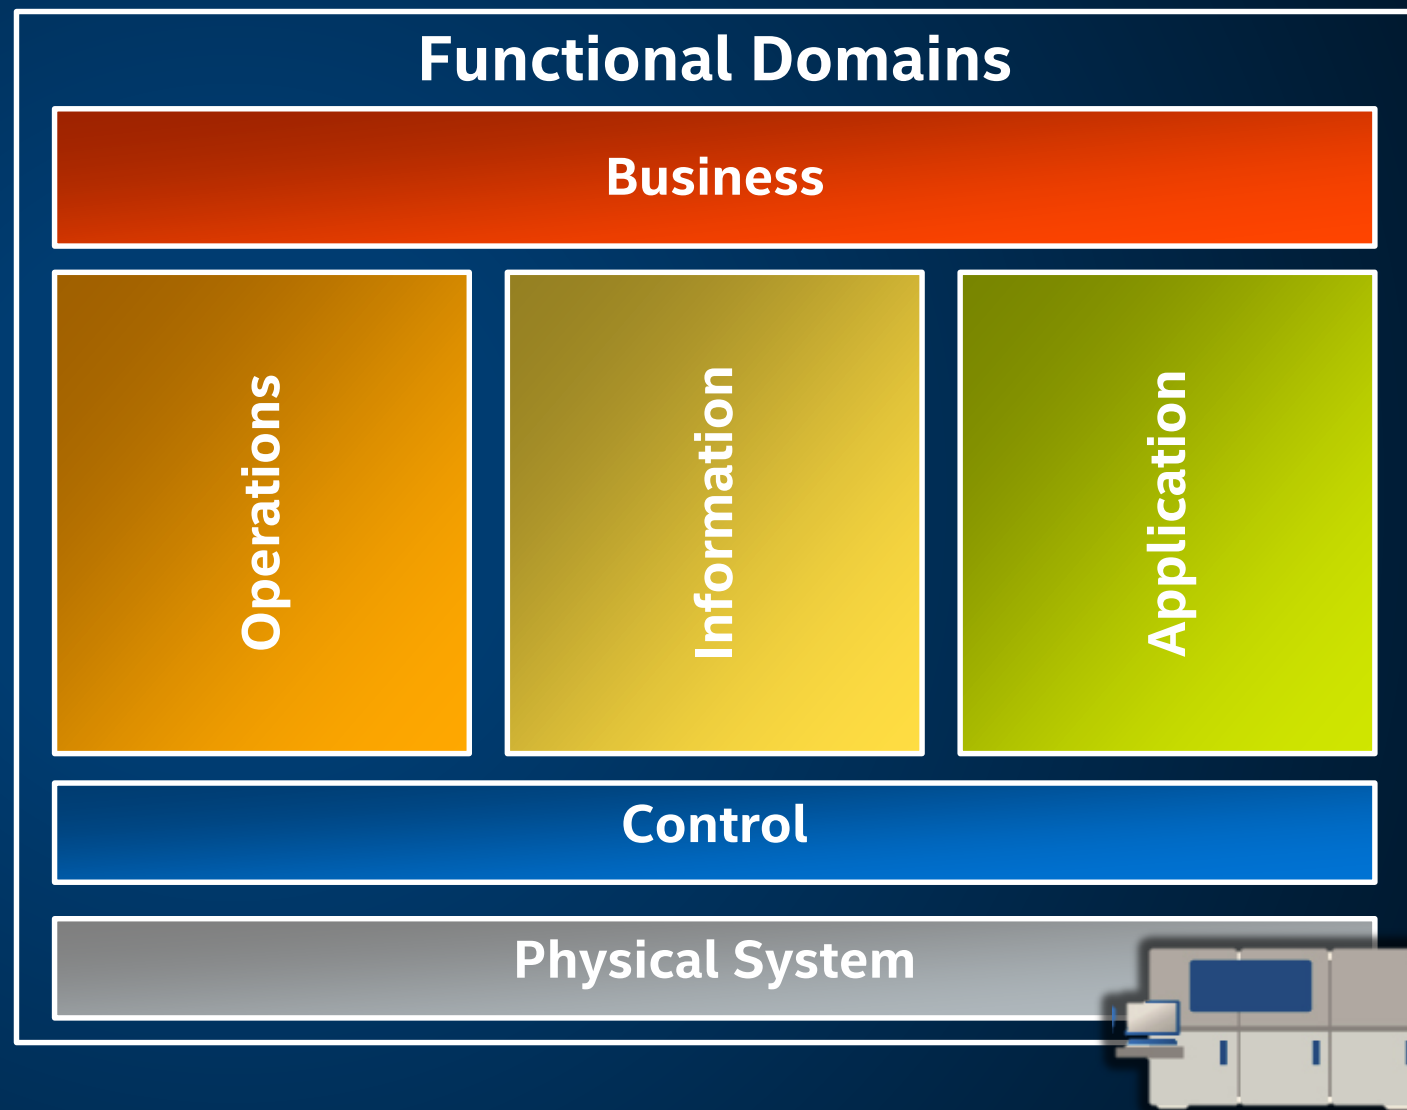 Functional Domains
Business
Operations
Information
Application
Control
Physical System